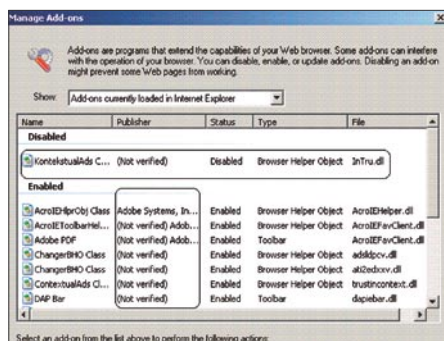 Manage Add-ons
Add-ons are programs that extend the capabilities of your Web browser. Some add-ons can interfere
with the operation of your browser. You can disable, enable, or update add-ons. Disabling an add-on
might prevent some Web pages from working.
Show: Add-ons currently loaded in Internet Explorer
Name Publisher Status Type File
Disabled
KontekstualAds C... (Not verified) Disabled Browser Helper Object InTru.dll
Enabled
AcroIEHlprObj Class Adobe Systems, In... Enabled Browser Helper Object AcroIEHelper.dll
AcroIEToolbarHel... (Not verified) Adob... Enabled Browser Helper Object AcroIEFavClient.dll
Adobe PDF (Not verified) Adob... Enabled Toolbar AcroIEFavClient.dll
ChangerBHO Class (Not verified) Enabled Browser Helper Object adsldpcv.dll
ChangerBHO Class (Not verified) Enabled Browser Helper Object ati2edxxv.dll
ContextualAds Cl... (Not verified) Enabled Browser Helper Object trustincontext.dll
DAP Bar (Not verified) Enabled Toolbar dapiebar.dll
Select an add-on from the list above to perform the following actions: